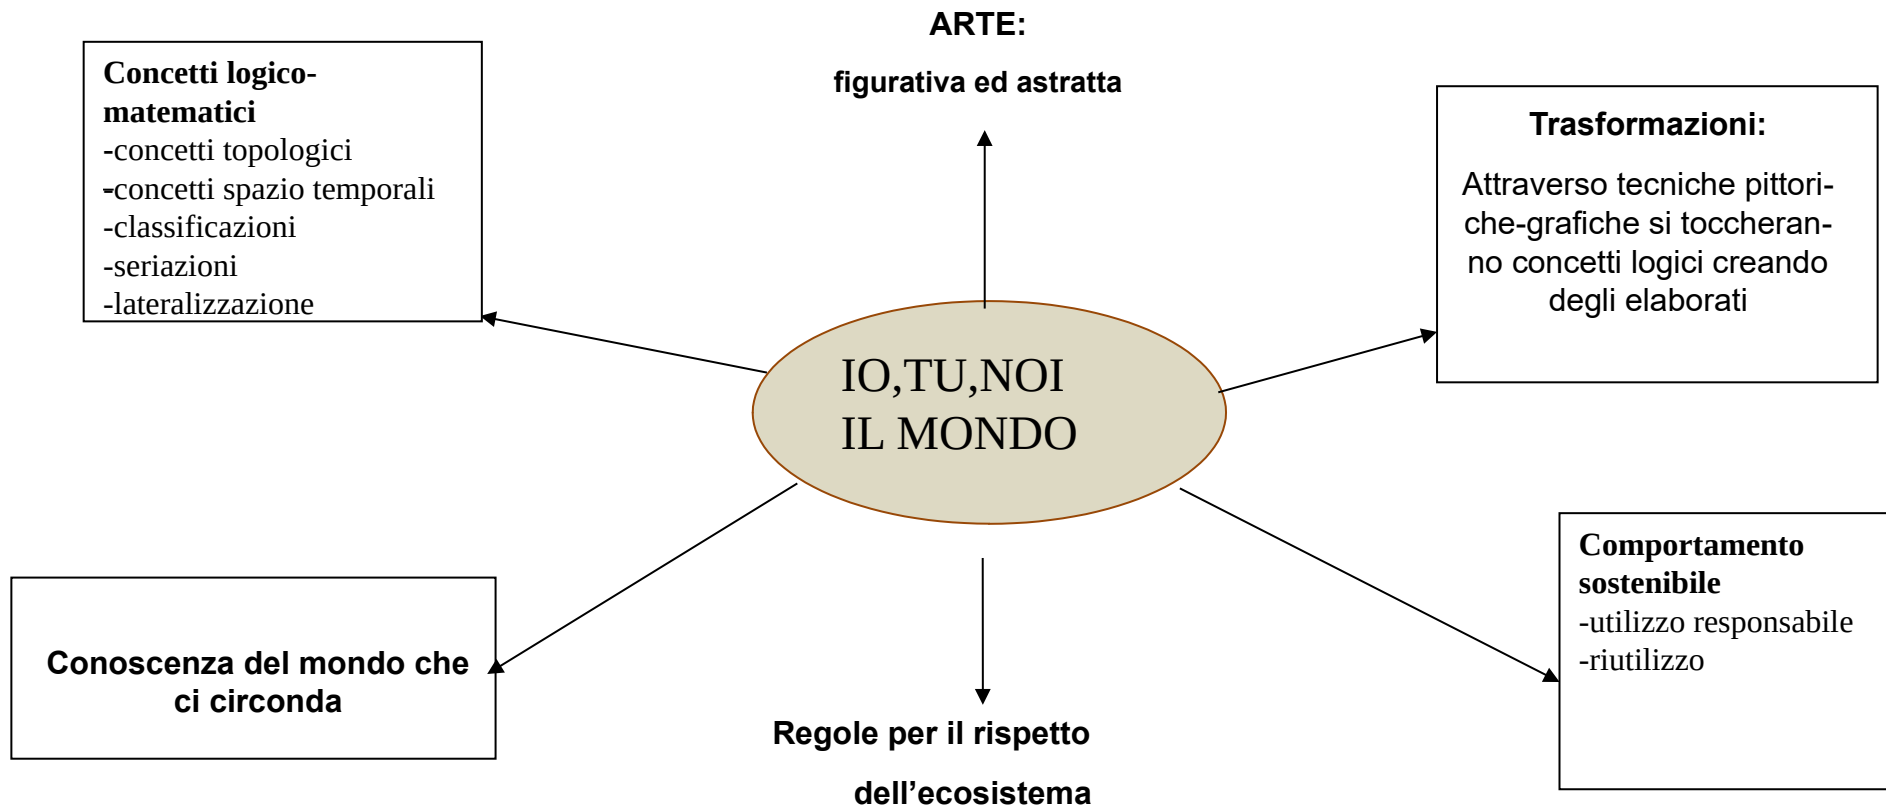 ARTE:
figurativa ed astratta
Concetti logico-
matematici
-concetti topologici
-concetti spazio temporali
-classificazioni
-seriazioni
-lateralizzazione
Trasformazioni:
Attraverso tecniche pittori-
che-grafiche si toccheran-
no concetti logici creando
degli elaborati
IO,TU,NOI
IL MONDO
Conoscenza del mondo che
ci circonda
Regole per il rispetto
dell’ecosistema
Comportamento
sostenibile
-utilizzo responsabile
-riutilizzo